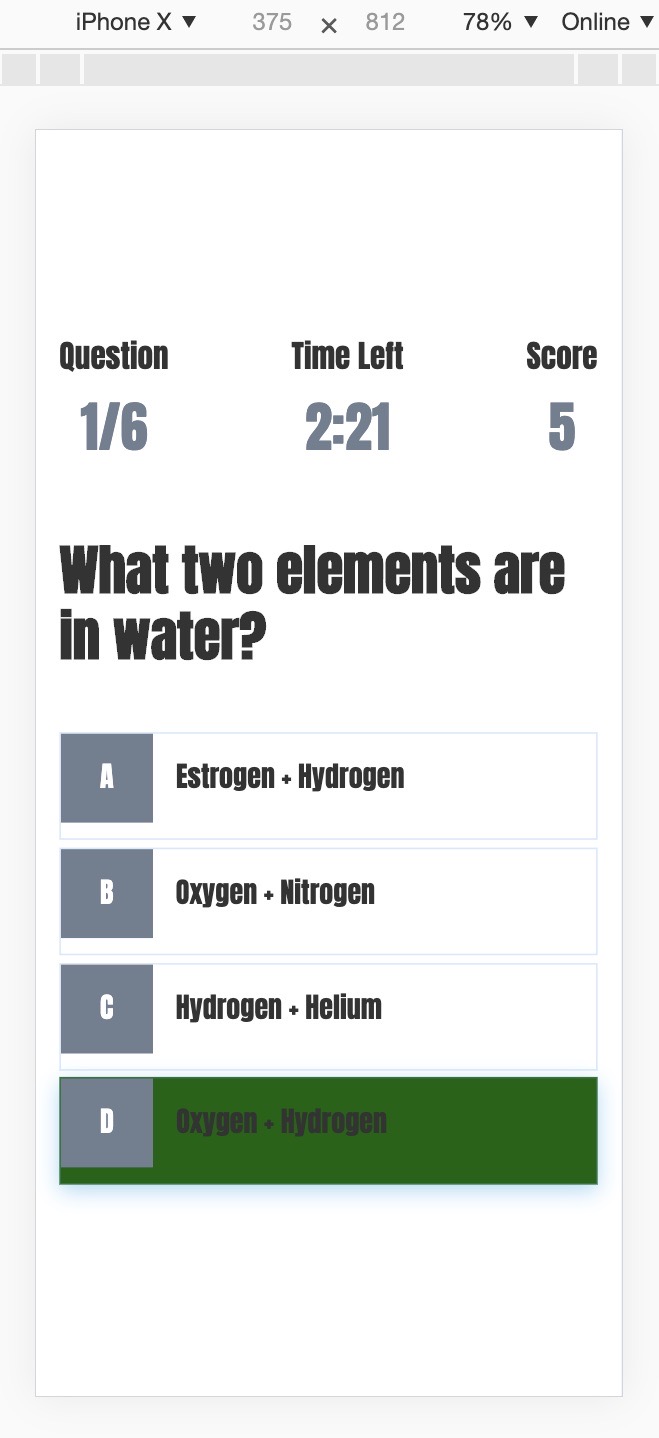 iPhone X ▼ 375 × 812 78% ▼ Online ▼
Question Time Left Score
1/6 2:21 5
What two elements are
in water?
A Estrogen + Hydrogen
B Oxygen + Nitrogen
C Hydrogen + Helium
D Oxygen + Hydrogen